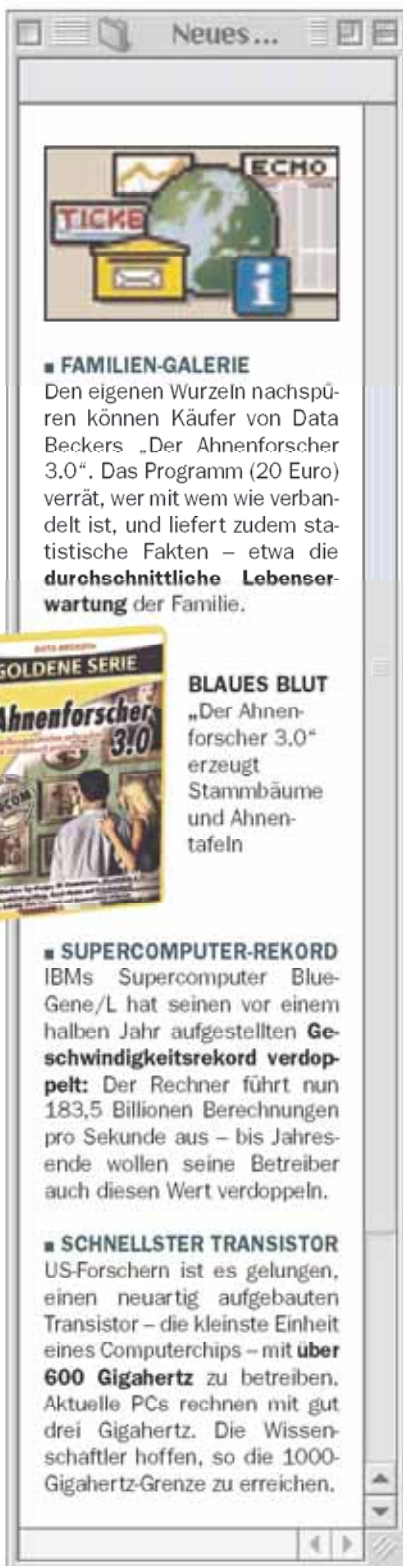 Neues...
ECHO
TICKE
i
■ FAMILIEN-GALERIE
Den eigenen Wurzeln nachspü-
ren können Käufer von Data
Beckers „Der Ahnenforscher
3.0“. Das Programm (20 Euro)
verrät, wer mit wem wie verban-
delt ist, und liefert zudem sta-
tistische Fakten – etwa die
durchschnittliche Lebenser-
wartung der Familie.
DATA BECKERs
GOLDENE SERIE
Ahnenforscher
3.0
BLAUES BLUT
„Der Ahnen-
forscher 3.0“
erzeugt
Stammbäume
und Ahnen-
tafeln
■ SUPERCOMPUTER-REKORD
IBMs Supercomputer Blue-
Gene/L hat seinen vor einem
halben Jahr aufgestellten Ge-
schwindigkeitsrekord verdop-
pelt: Der Rechner führt nun
183,5 Billionen Berechnungen
pro Sekunde aus – bis Jahres-
ende wollen seine Betreiber
auch diesen Wert verdoppeln.
■ SCHNELLSTER TRANSISTOR
US-Forschern ist es gelungen,
einen neuartig aufgebauten
Transistor – die kleinste Einheit
eines Computerchips – mit über
600 Gigahertz zu betreiben.
Aktuelle PCs rechnen mit gut
drei Gigahertz. Die Wissen-
schaftler hoffen, so die 1000-
Gigahertz-Grenze zu erreichen.